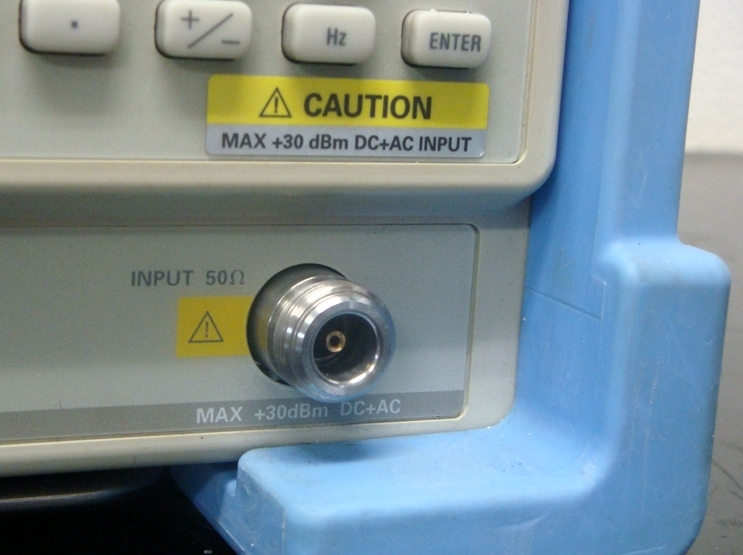 . +/− Hz ENTER
CAUTION
MAX +30 dBm DC+AC INPUT
INPUT 50Ω
MAX +30dBm DC+AC